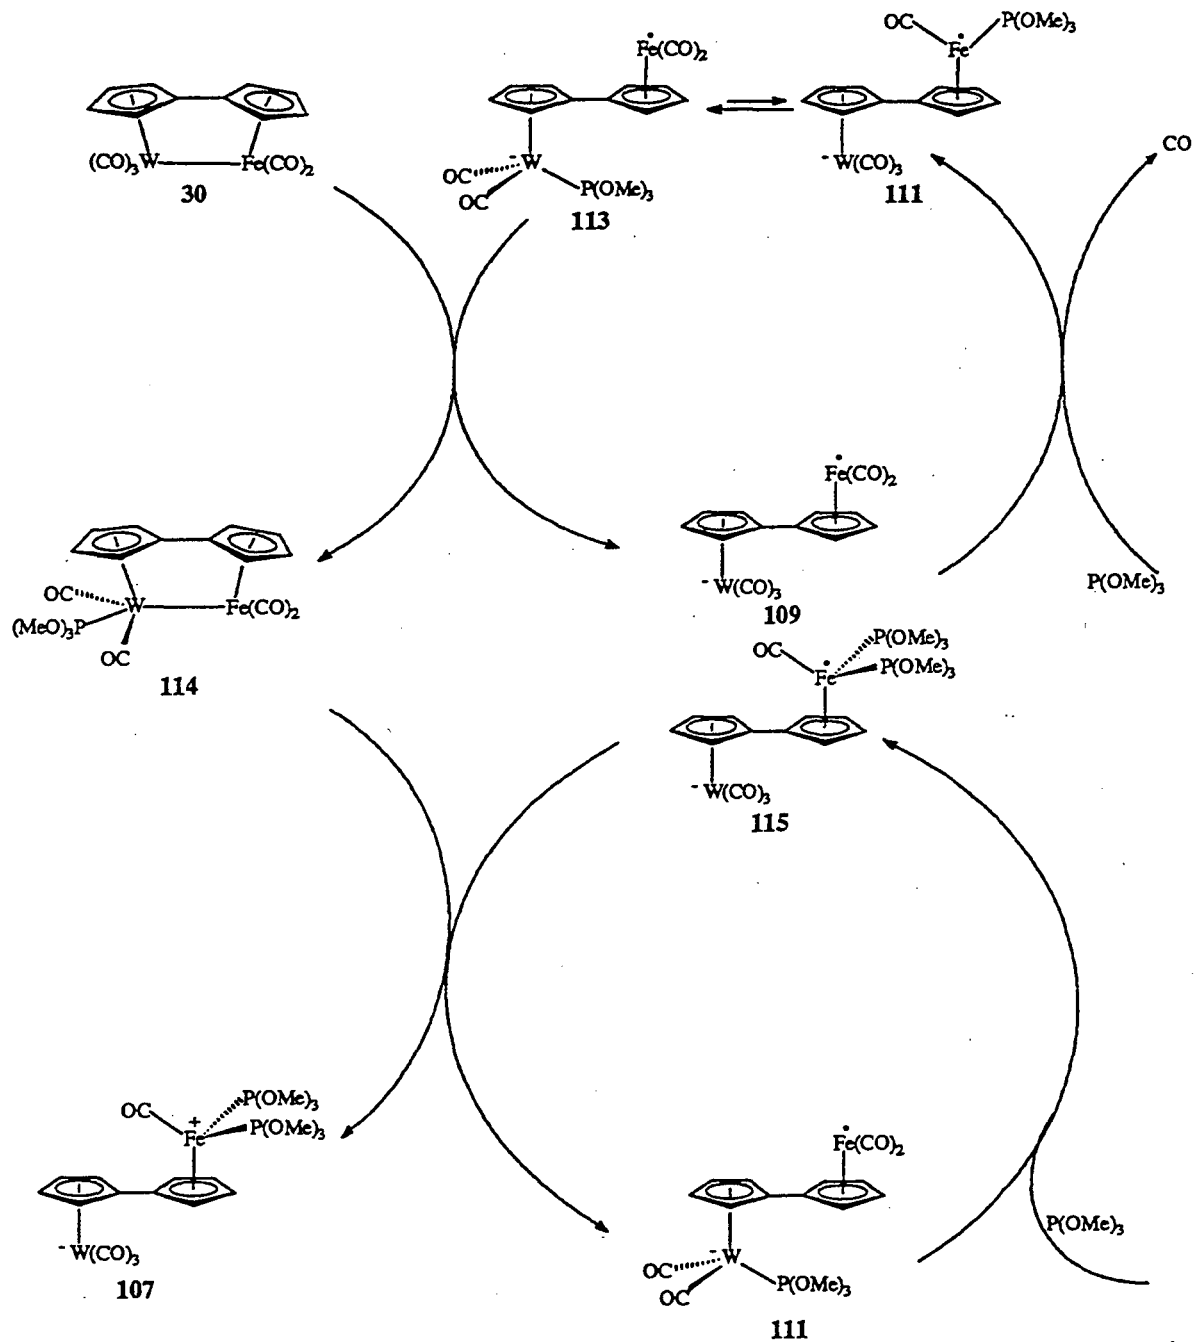 OC
P(OMe)₃
Fe•
Fe•(CO)₂
(CO)₃W
Fe(CO)₂
30
OC
OC
⁻W
P(OMe)₃
113
⁻W(CO)₃
111
CO
Fe•(CO)₂
⁻W(CO)₃
109
P(OMe)₃
OC
(MeO)₃P
W
Fe(CO)₂
OC
114
OC
Fe•
P(OMe)₃
P(OMe)₃
⁻W(CO)₃
115
OC
Fe⁺
P(OMe)₃
P(OMe)₃
⁻W(CO)₃
107
Fe•(CO)₂
OC
OC
⁻W
P(OMe)₃
111
P(OMe)₃